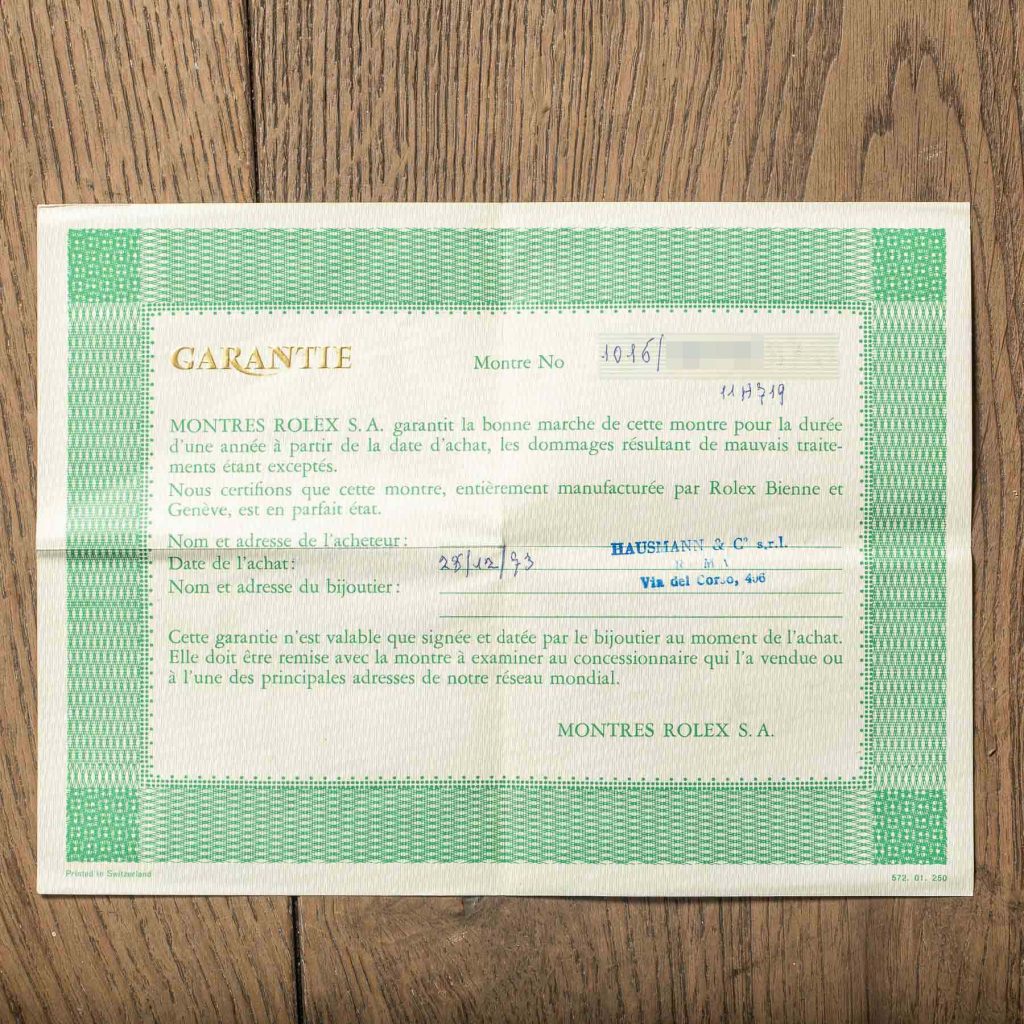 GARANTIE
Montre No 1016/
11H719
MONTRES ROLEX S.A. garantit la bonne marche de cette montre pour la durée
d'une année à partir de la date d'achat, les dommages résultant de mauvais traite-
ments étant exceptés.
Nous certifions que cette montre, entièrement manufacturée par Rolex Bienne et
Genève, est en parfait état.
Nom et adresse de l'acheteur:
Date de l'achat: 28/12/73
Nom et adresse du bijoutier:
HAUSMANN & C° s.r.l.
Via del Corso, 406
Cette garantie n'est valable que signée et datée par le bijoutier au moment de l'achat.
Elle doit être remise avec la montre à examiner au concessionnaire qui l'a vendue ou
à l'une des principales adresses de notre réseau mondial.
MONTRES ROLEX S.A.
Printed in Switzerland
572. 01. 250